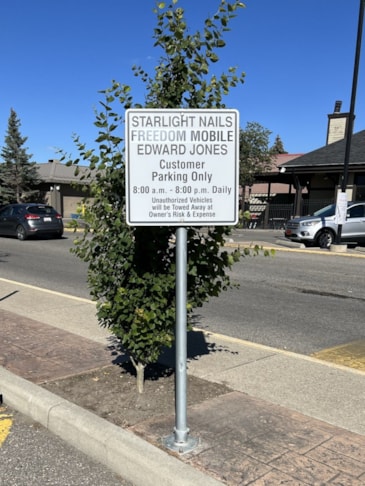 STARLIGHT NAILS
FREEDOM MOBILE
EDWARD JONES
Customer
Parking Only
8:00 a.m. - 8:00 p.m. Daily
Unauthorized Vehicles
will be Towed Away at
Owner's Risk & Expense